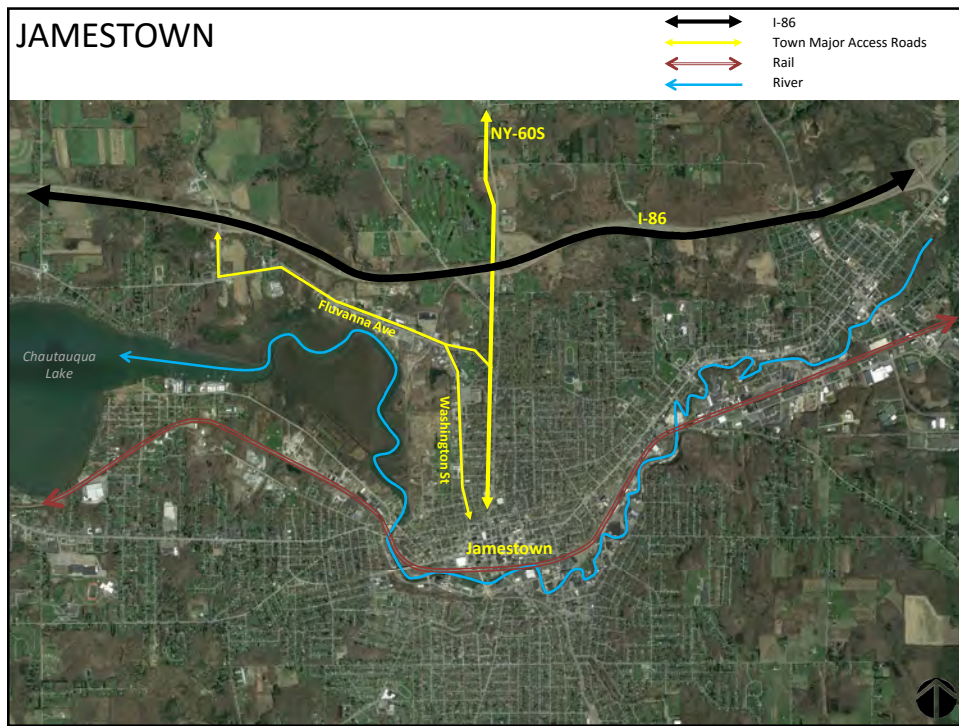 JAMESTOWN
I-86
Town Major Access Roads
Rail
River
NY-60S
I-86
Fluvanna Ave
Chautauqua
Lake
Washington St
Jamestown